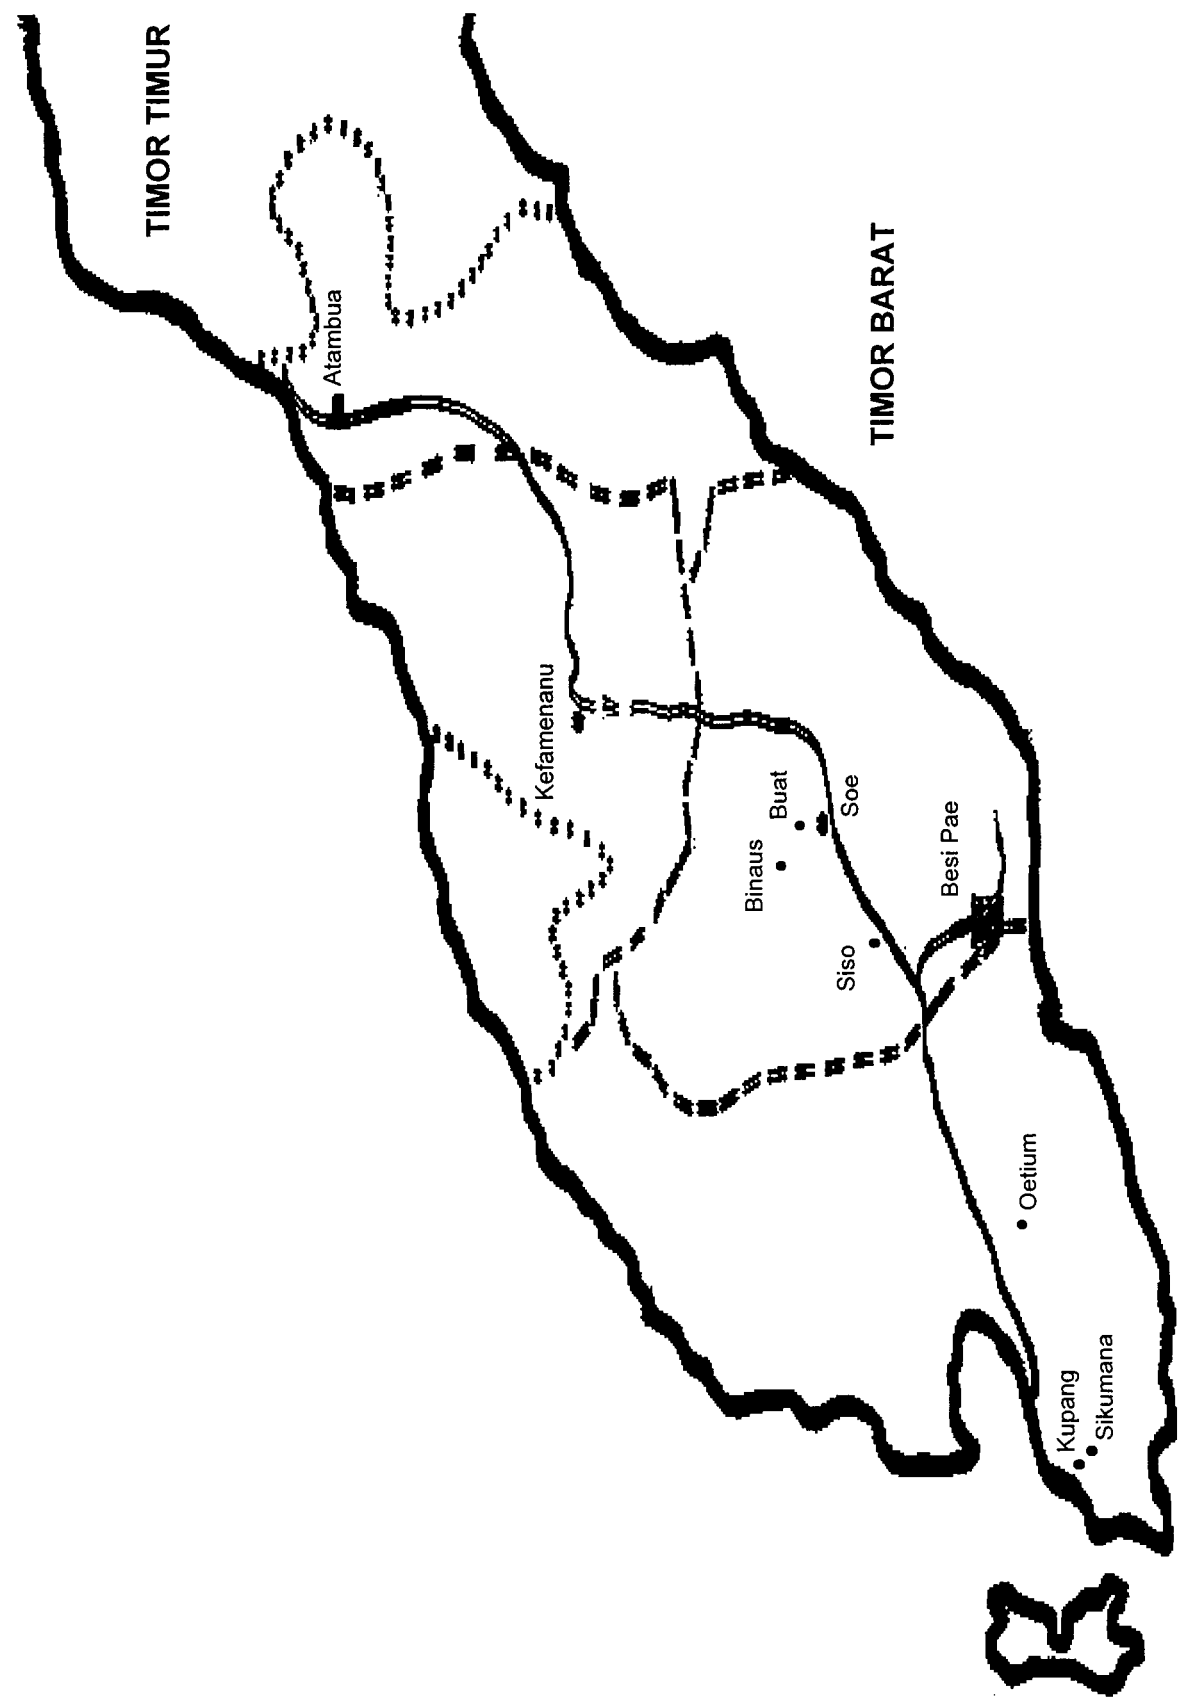 TIMOR TIMUR
Atambua
TIMOR BARAT
Kefamenanu
Buat
Soe
Binaus
Besi Pae
Siso
Oetium
Kupang
Sikumana